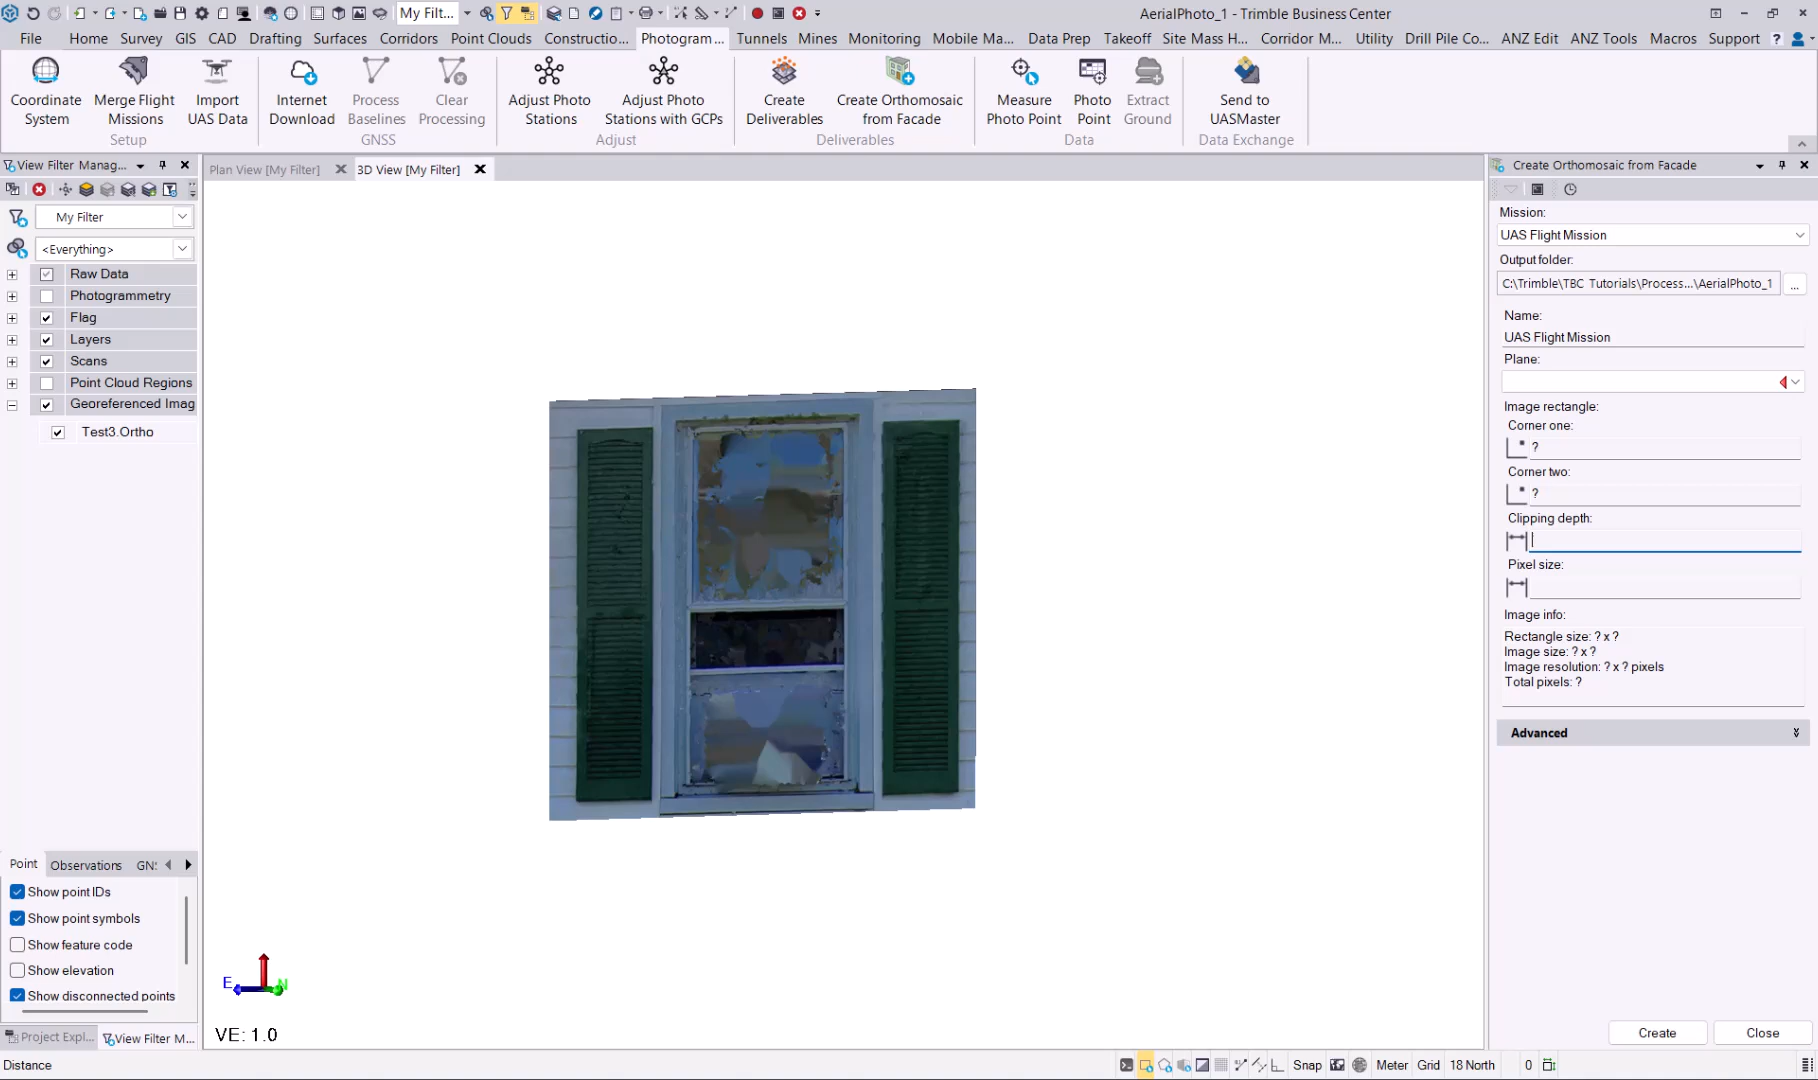 My Filt...
AerialPhoto_1 - Trimble Business Center
File Home Survey GIS CAD Drafting Surfaces Corridors Point Clouds Constructio... Photogram... Tunnels Mines Monitoring Mobile Ma... Data Prep Takeoff Site Mass H... Corridor M... Utility Drill Pile Co... ANZ Edit ANZ Tools Macros Support ?
Coordinate System
Merge Flight Missions
Import UAS Data
Setup
Internet Download
Process Baselines
Clear Processing
GNSS
Adjust Photo Stations
Adjust Photo Stations with GCPs
Adjust
Create Deliverables
Create Orthomosaic from Facade
Deliverables
Measure Photo Point
Photo Point
Extract Ground
Data
Send to UASMaster
Data Exchange
View Filter Manag...
My Filter
<Everything>
Raw Data
Photogrammetry
Flag
Layers
Scans
Point Cloud Regions
Georeferenced Imag
Test3.Ortho
Point Observations GN:
Show point IDs
Show point symbols
Show feature code
Show elevation
Show disconnected points
Project Expl... View Filter M...
Plan View [My Filter]
3D View [My Filter]
E N
VE: 1.0
Create Orthomosaic from Facade
Mission:
UAS Flight Mission
Output folder:
C:\Trimble\TBC Tutorials\Process...\AerialPhoto_1
...
Name:
UAS Flight Mission
Plane:
Image rectangle:
Corner one:
?
Corner two:
?
Clipping depth:
Pixel size:
Image info:
Rectangle size: ? x ?
Image size: ? x ?
Image resolution: ? x ? pixels
Total pixels: ?
Advanced
Create Close
Distance
Snap Meter Grid 18 North 0